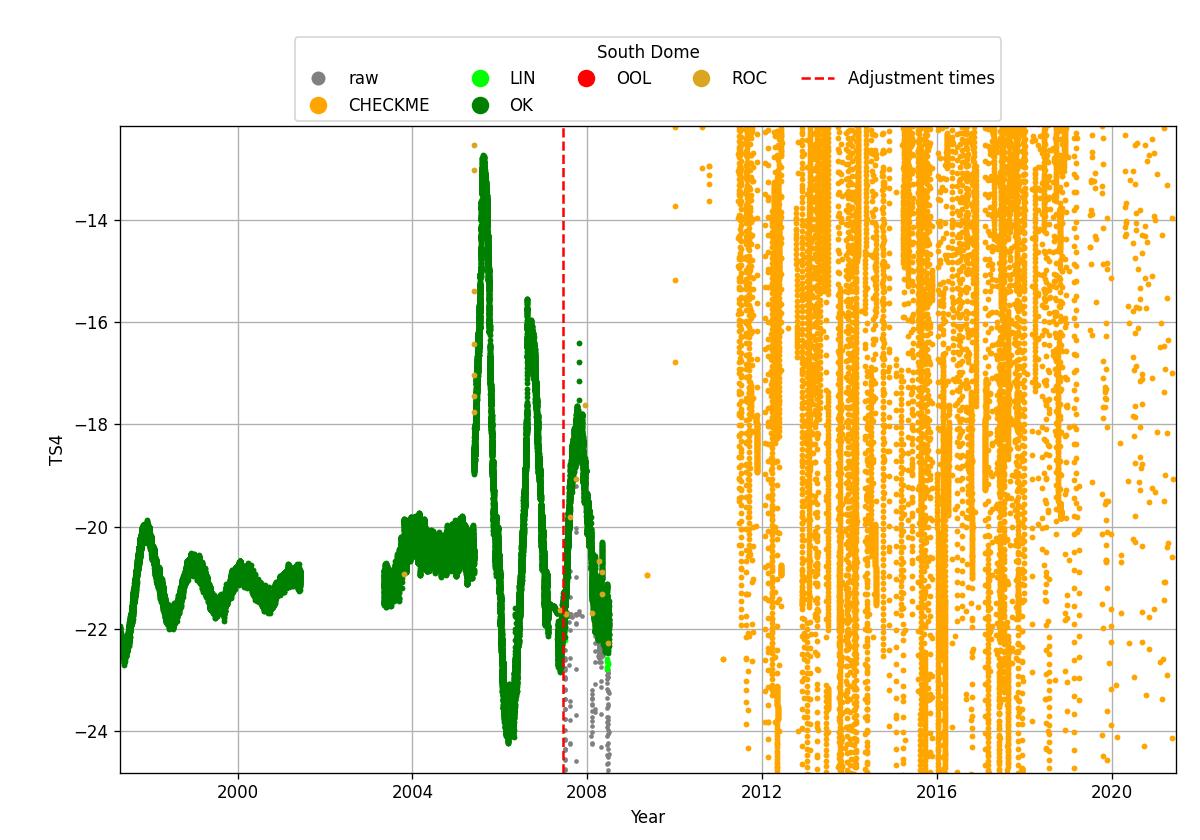 South Dome
raw LIN OOL ROC Adjustment times
CHECKME OK
−14
−16
−18
−20
−22
−24
TS4
2000 2004 2008 2012 2016 2020
Year